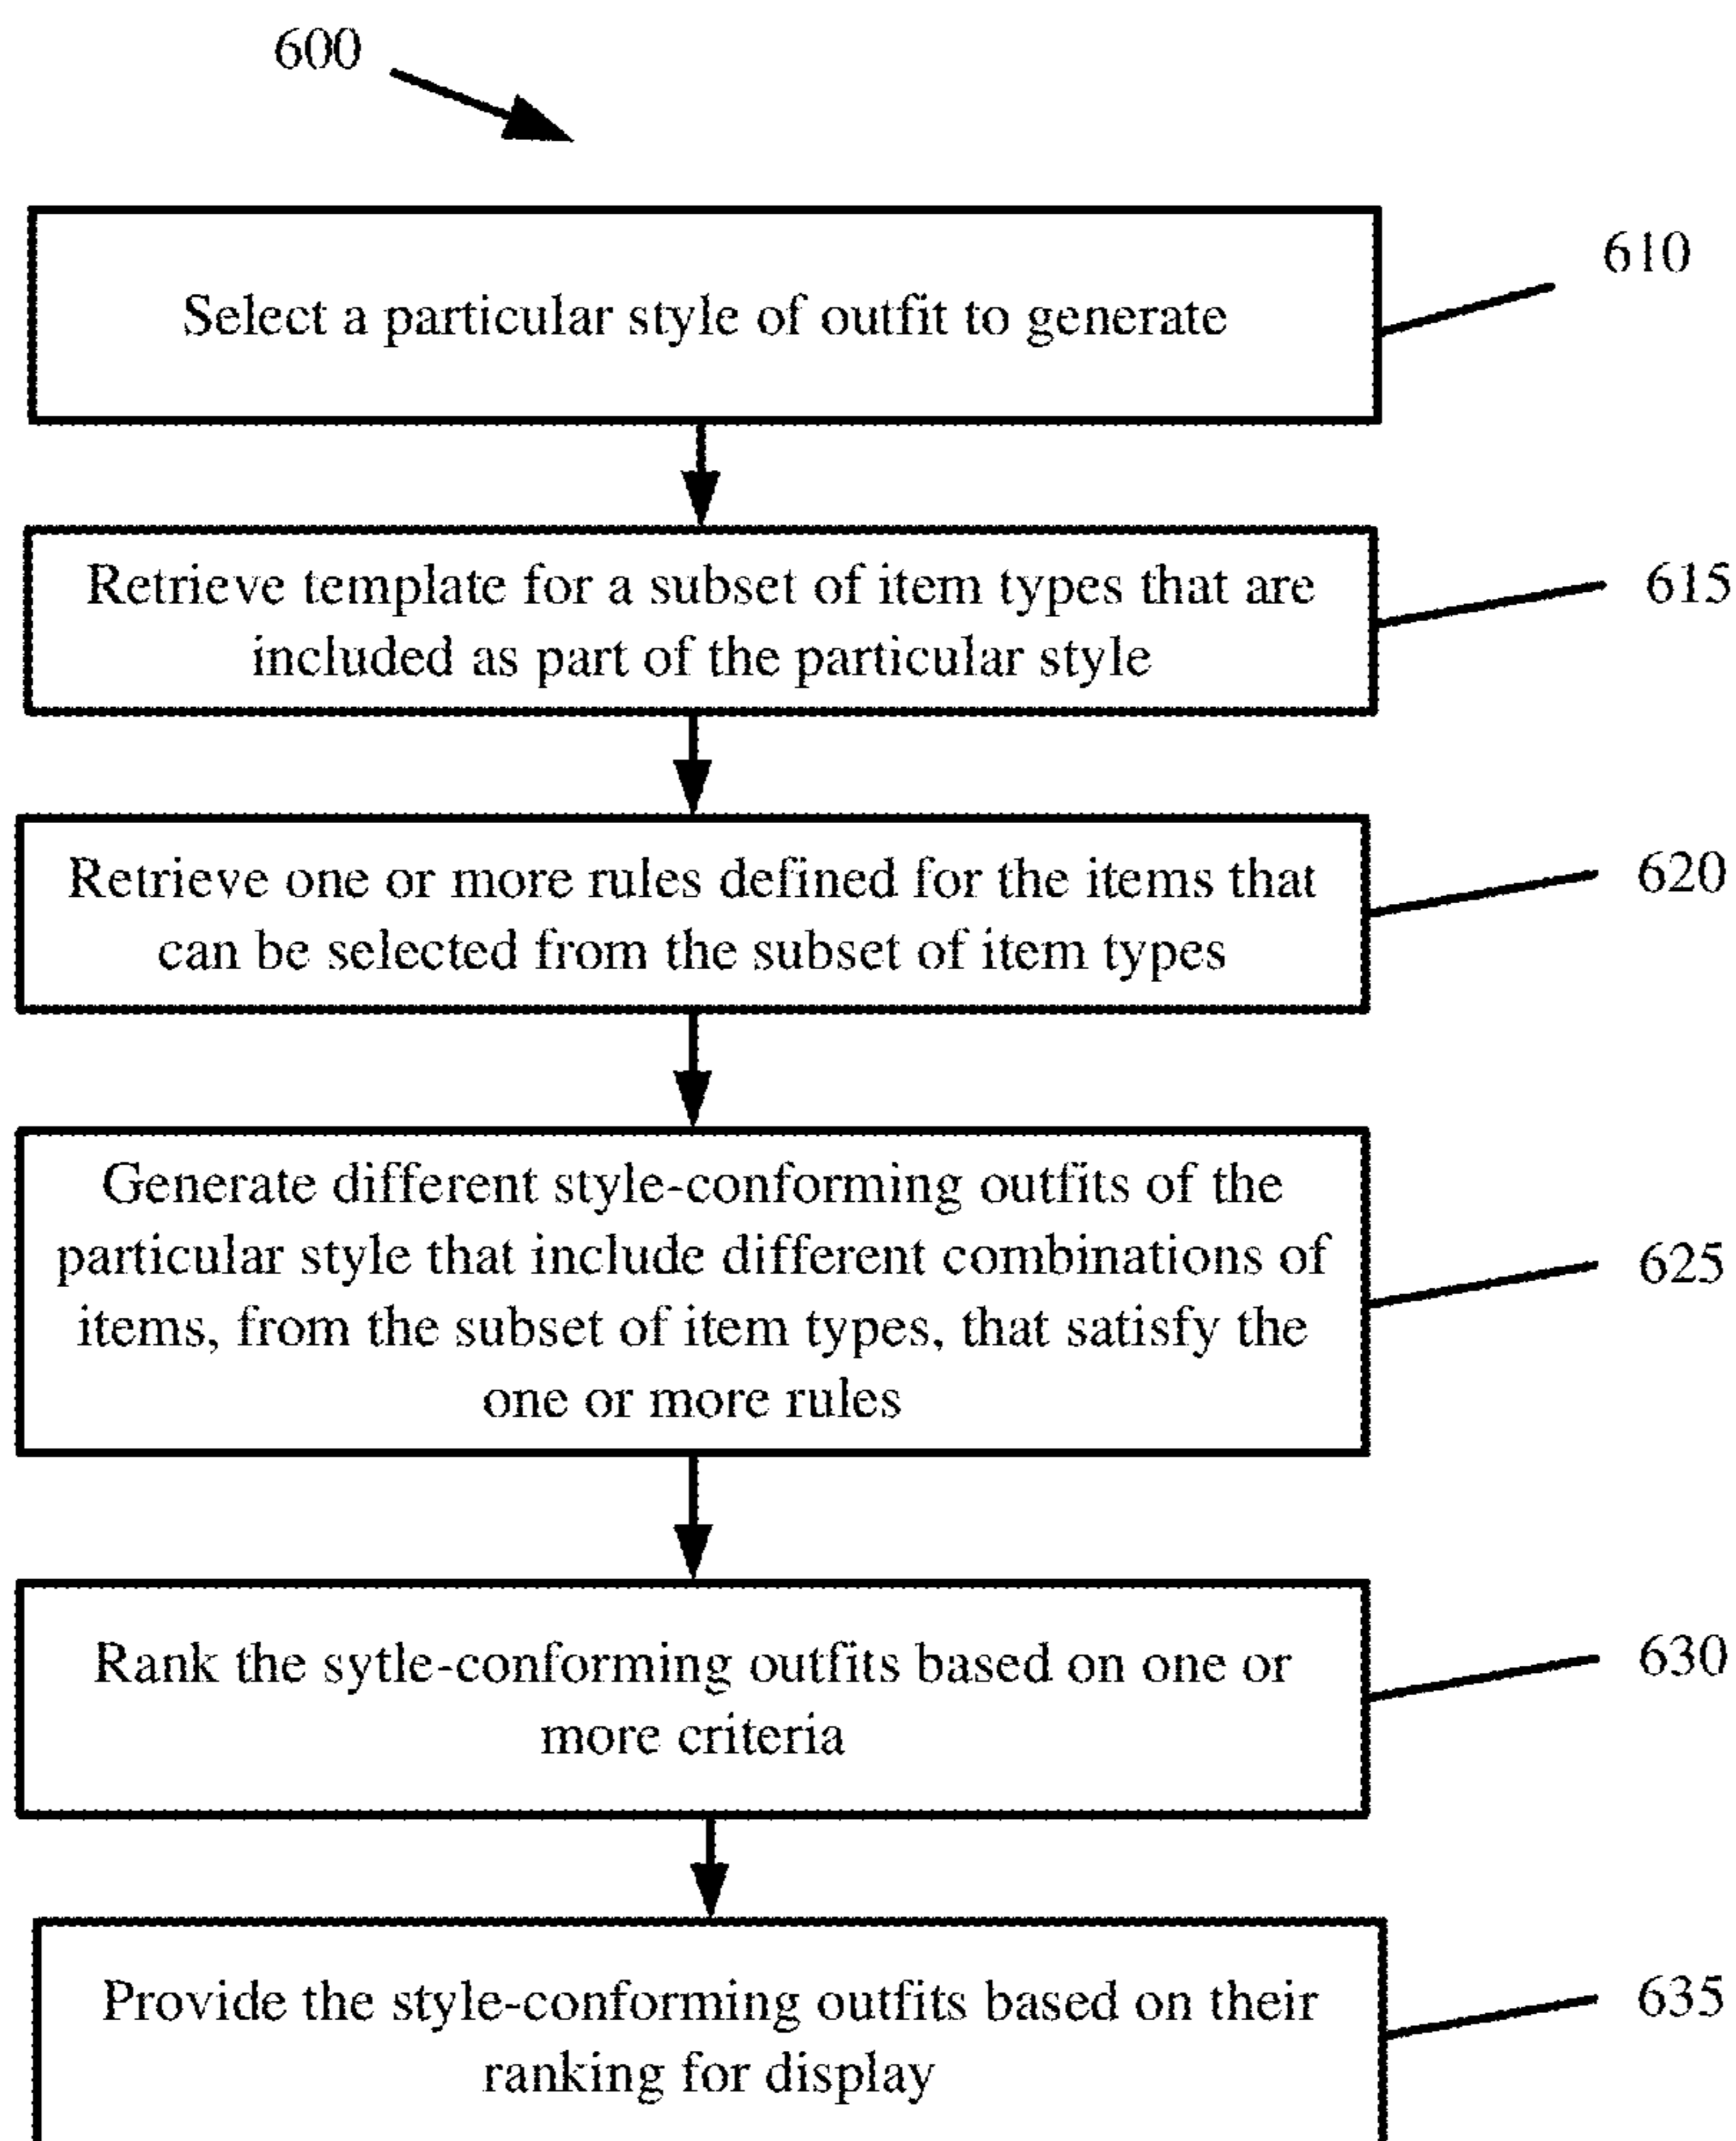 600
Select a particular style of outfit to generate
610
Retrieve template for a subset of item types that are
included as part of the particular style
615
Retrieve one or more rules defined for the items that
can be selected from the subset of item types
620
Generate different style-conforming outfits of the
particular style that include different combinations of
items, from the subset of item types, that satisfy the
one or more rules
625
Rank the sytle-conforming outfits based on one or
more criteria
630
Provide the style-conforming outfits based on their
ranking for display
635